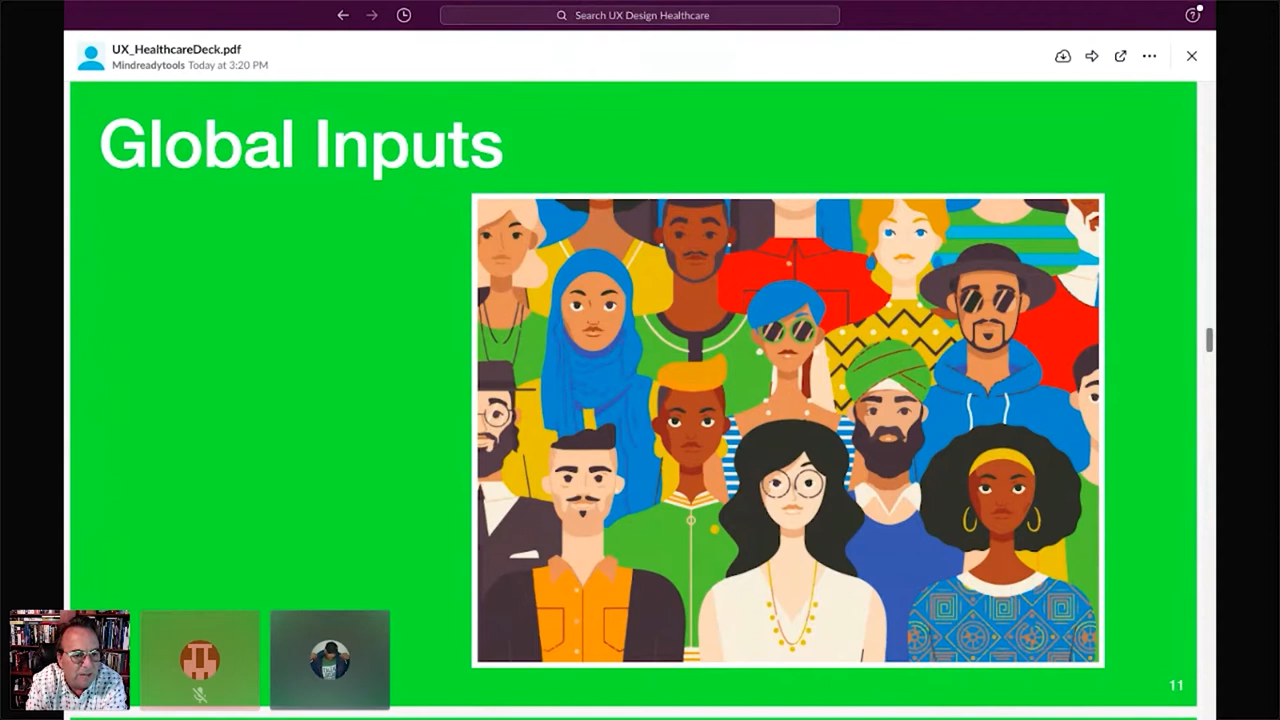 Search UX Design Healthcare
UX_HealthcareDeck.pdf
Mindreadytools Today at 3:20 PM
Global Inputs
11